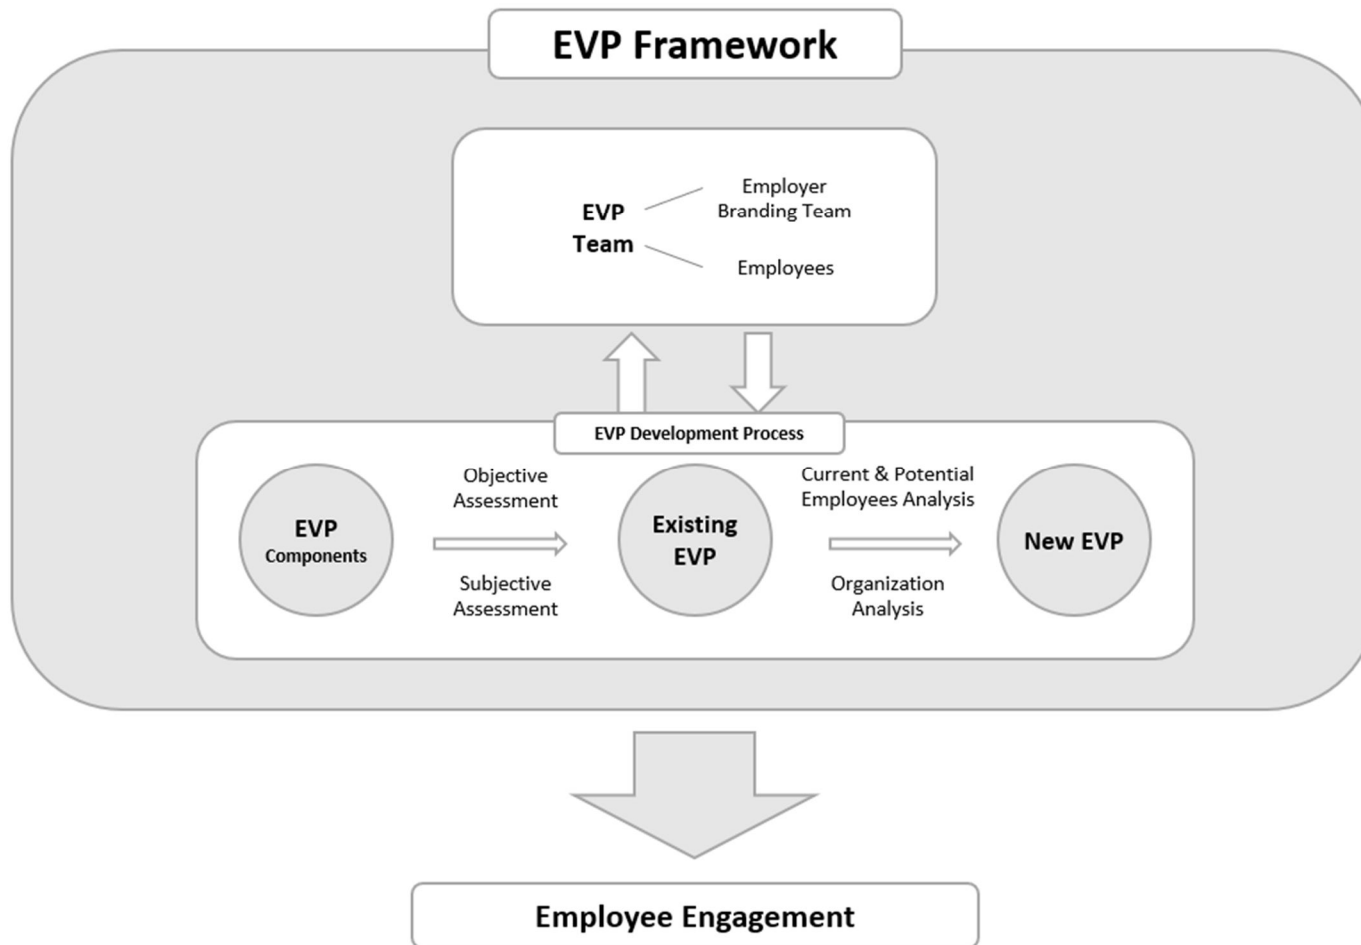 EVP Framework
EVP
Team
Employer
Branding Team
Employees
EVP Development Process
EVP
Components
Objective
Assessment
Subjective
Assessment
Existing
EVP
Current & Potential
Employees Analysis
Organization
Analysis
New EVP
Employee Engagement